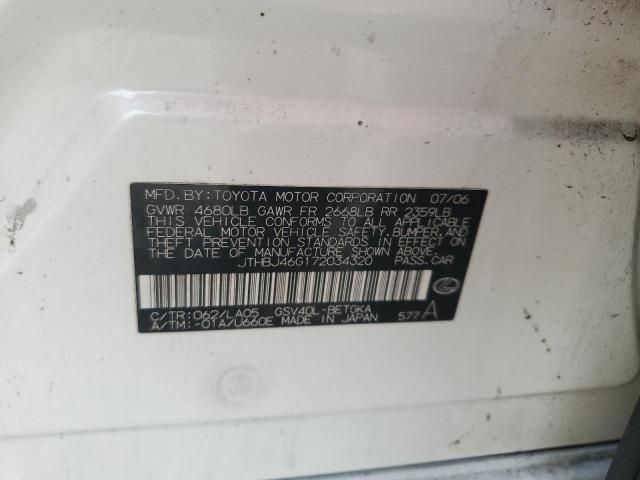 MFD. BY: TOYOTA MOTOR CORPORATION 07/06
GVWR 4680LB GAWR FR 2668LB RR 2359LB
THIS VEHICLE CONFORMS TO ALL APPLICABLE
FEDERAL MOTOR VEHICLE SAFETY, BUMPER, AND
THEFT PREVENTION STANDARDS IN EFFECT ON
THE DATE OF MANUFACTURE SHOWN ABOVE.
JTHBJ46G172034320 PASS.CAR
C/TR: 062/LA05 GSV40L-BETGKA
A/TM: -01A/U660E MADE IN JAPAN 577 A